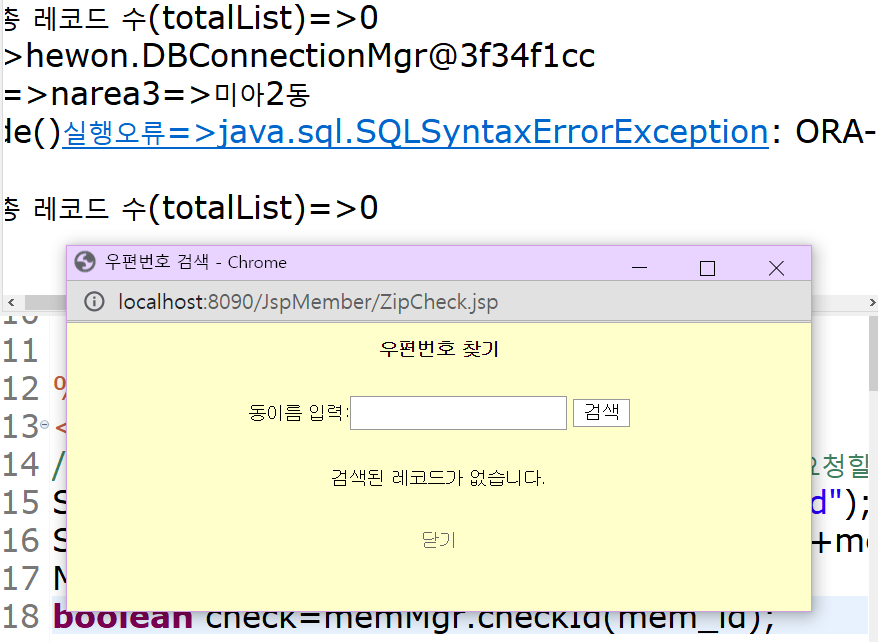 총 레코드 수(totalList)=>0
>hewon.DBConnectionMgr@3f34f1cc
=>narea3=>미아2동
de()실행오류=>java.sql.SQLSyntaxErrorException: ORA-
총 레코드 수(totalList)=>0
우편번호 검색 - Chrome
localhost:8090/JspMember/ZipCheck.jsp
우편번호 찾기
동이름 입력: 검색
검색된 레코드가 없습니다.
닫기
10
11
12 %
13 <
14 / 요청할
15 S d");
16 S +m
17 M
18 boolean check=memMgr.checkId(mem_id);